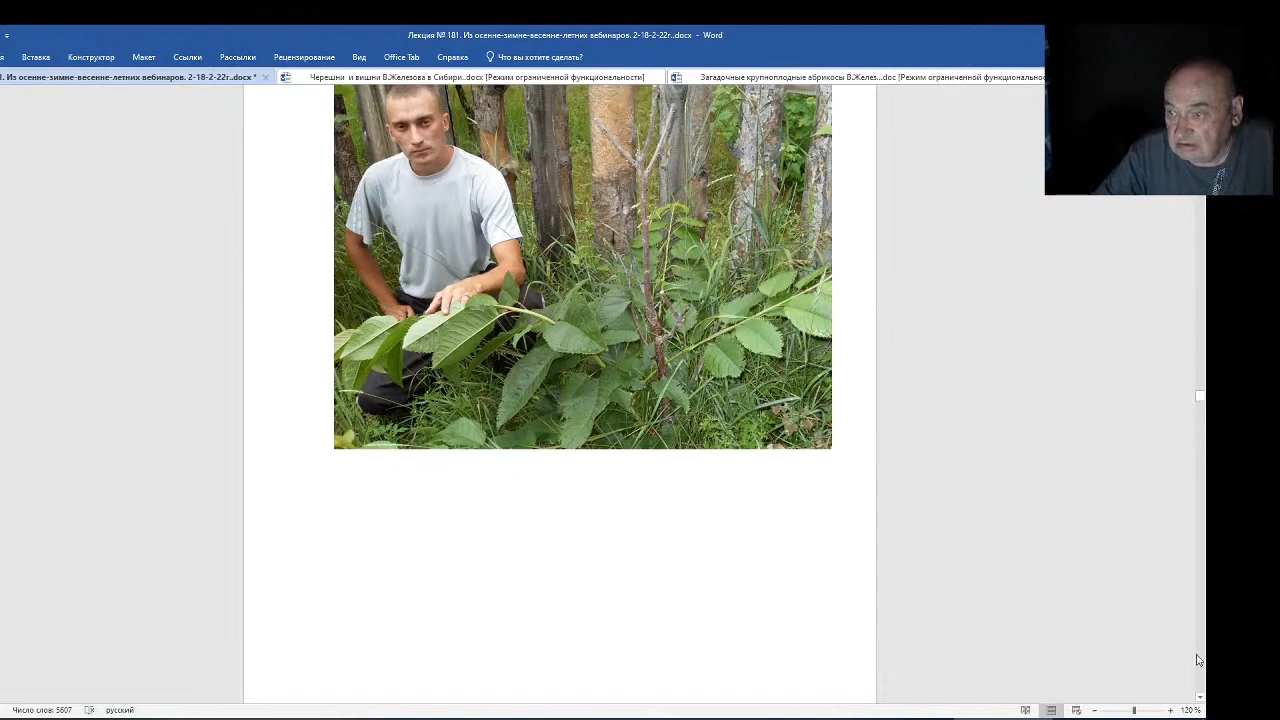 Лекция № 181. Из осенне-зимне-весенне-летних вебинаров. 2-18-2-22г..docx - Word
Вставка Конструктор Макет Ссылки Рассылки Рецензирование Вид Office Tab Справка Что вы хотите сделать?
1. Из осенне-зимне-весенне-летних вебинаров. 2-18-2-22г..docx * Черешни и вишни В.Железова в Сибири..docx [Режим ограниченной функциональности] Загадочные крупноплодные абрикосы В.Желез...doc [Режим ограниченной функциональнос
Число слов: 5607 русский 120 %